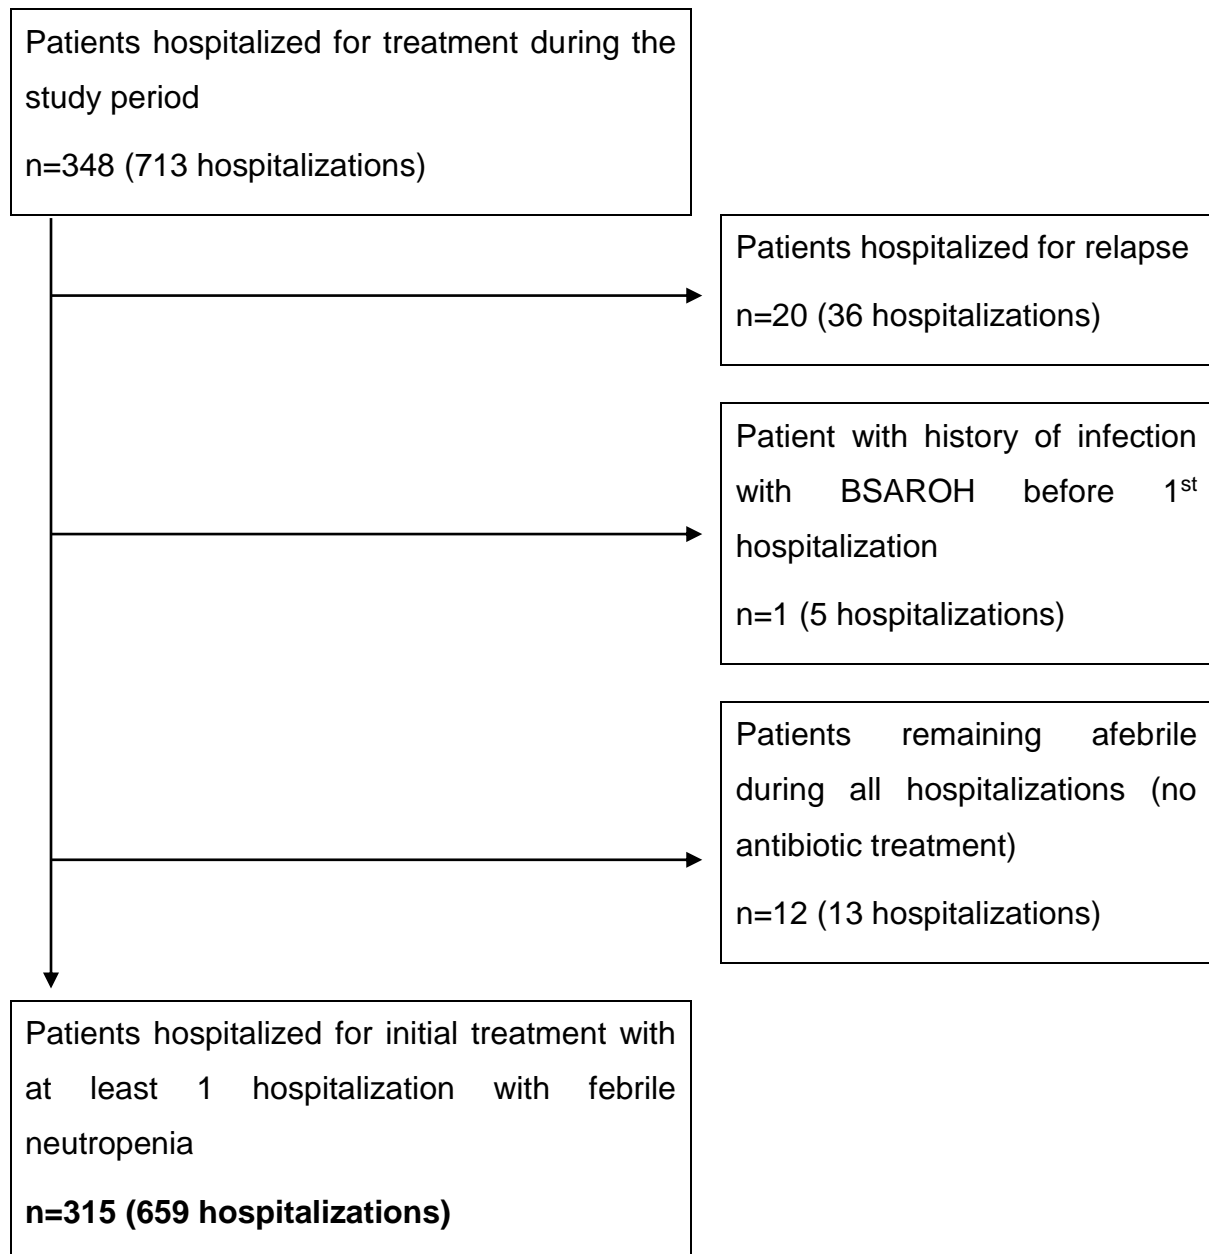 Patients hospitalized for treatment during the
study period
n=348 (713 hospitalizations)
Patients hospitalized for relapse
n=20 (36 hospitalizations)
Patient with history of infection
with BSAROH before 1st
hospitalization
n=1 (5 hospitalizations)
Patients remaining afebrile
during all hospitalizations (no
antibiotic treatment)
n=12 (13 hospitalizations)
Patients hospitalized for initial treatment with
at least 1 hospitalization with febrile
neutropenia
n=315 (659 hospitalizations)